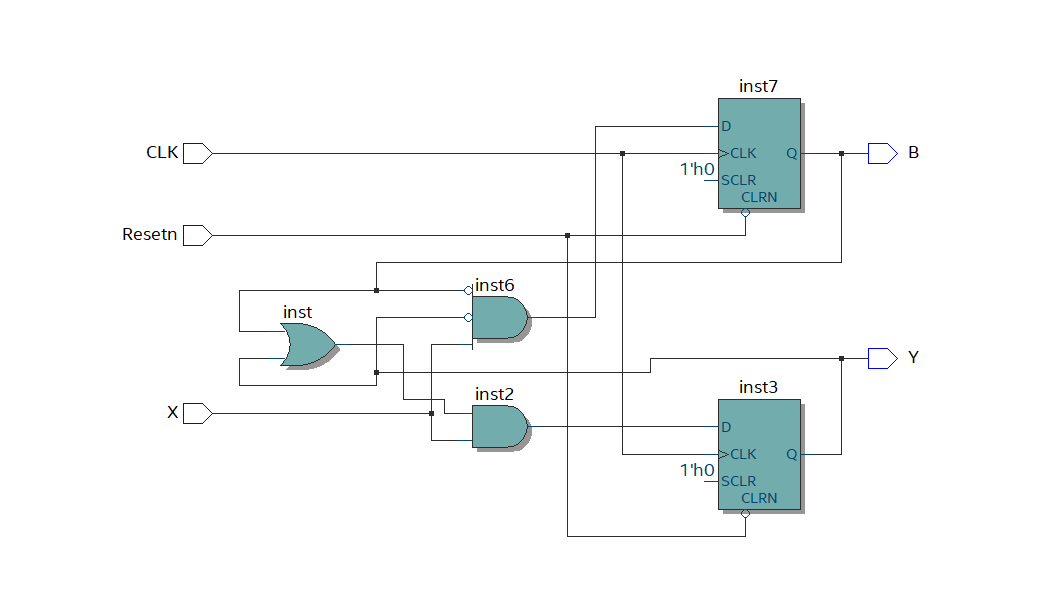 inst7
D
CLK
CLK
Q
B
1'h0
SCLR
CLRN
Resetn
inst6
inst
Y
inst3
inst2
X
D
CLK
Q
1'h0
SCLR
CLRN